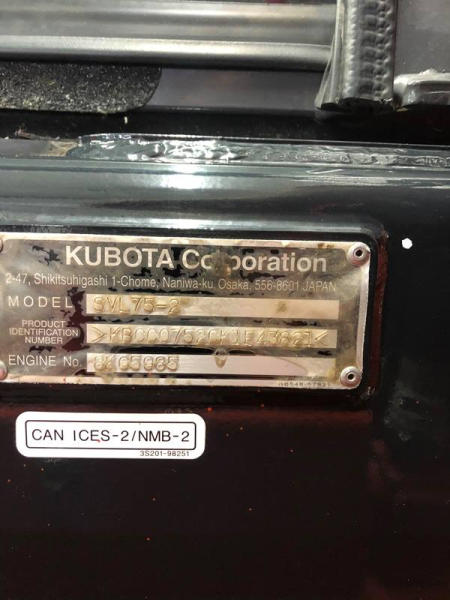 KUBOTA Corporation
2-47, Shikitsuhigashi 1-Chome, Naniwa-ku Osaka, 556-8601 JAPAN
MODEL SVL75-2
PRODUCT
IDENTIFICATION
NUMBER
ENGINE No.
CAN ICES-2/NMB-2
3S201-98251